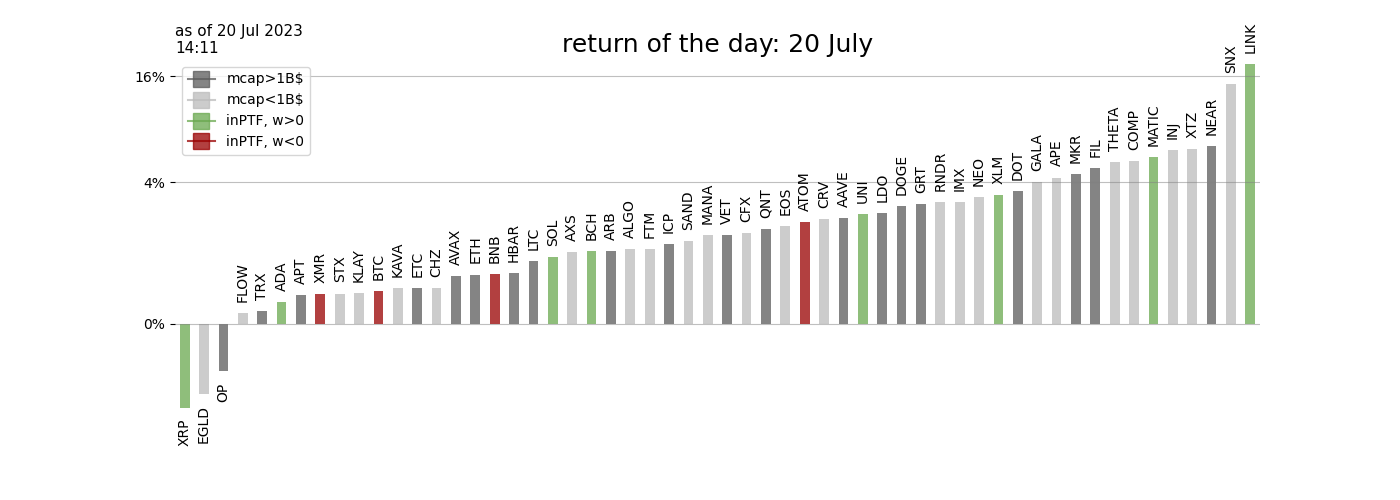 as of 20 Jul 2023
14:11
return of the day: 20 July
16%
4%
0%
mcap>1B$
mcap<1B$
inPTF, w>0
inPTF, w<0
XRP
EGLD
OP
FLOW
TRX
ADA
APT
XMR
STX
KLAY
BTC
KAVA
ETC
CHZ
AVAX
ETH
BNB
HBAR
LTC
SOL
AXS
BCH
ARB
ALGO
FTM
ICP
SAND
MANA
VET
CFX
QNT
EOS
ATOM
CRV
AAVE
UNI
LDO
DOGE
GRT
RNDR
IMX
NEO
XLM
DOT
GALA
APE
MKR
FIL
THETA
COMP
MATIC
INJ
XTZ
NEAR
SNX
LINK